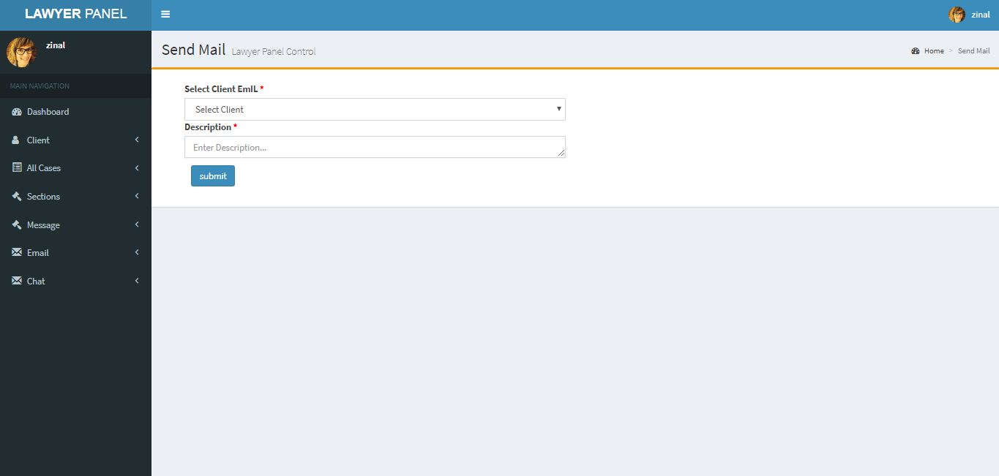 LAWYER PANEL
zinal
zinal
Send Mail Lawyer Panel Control
Home > Send Mail
MAIN NAVIGATION
Dashboard
Client
All Cases
Sections
Message
Email
Chat
Select Client EmIL *
Select Client
Description *
Enter Description...
submit